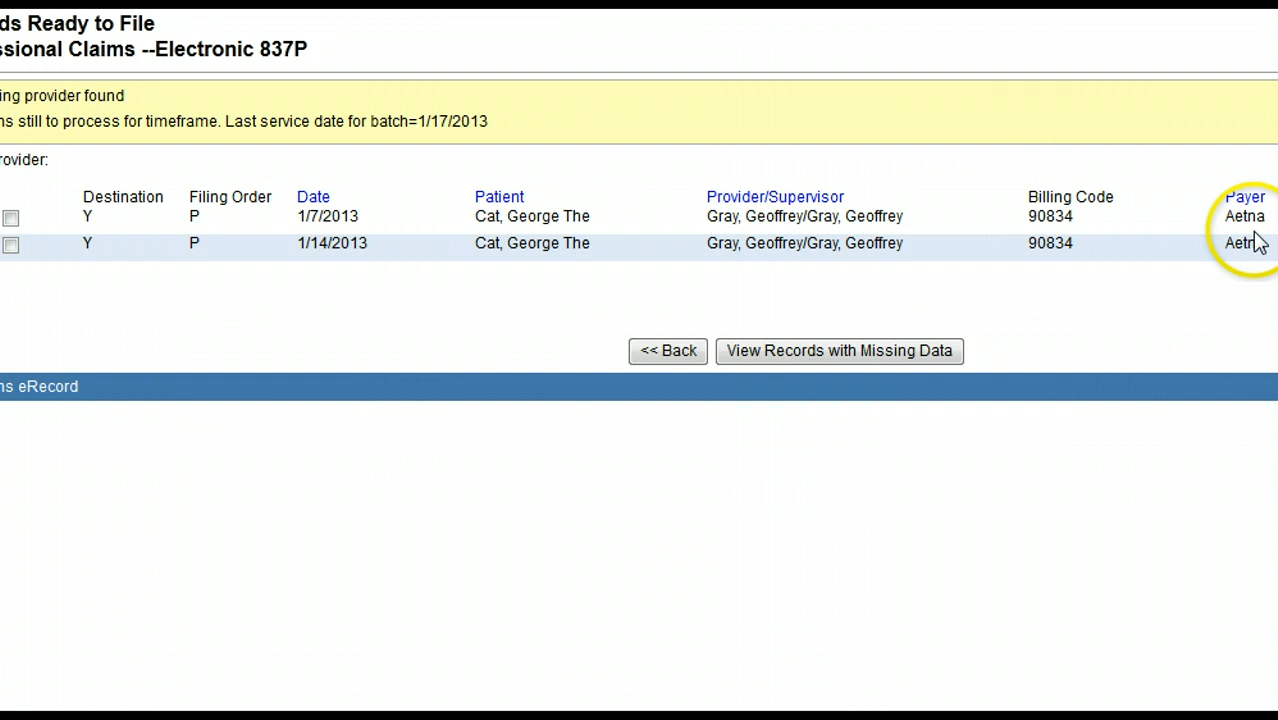 ds Ready to File
ssional Claims --Electronic 837P
ing provider found
ns still to process for timeframe. Last service date for batch=1/17/2013
rovider:
Destination Filing Order Date Patient Provider/Supervisor Billing Code Payer
Y P 1/7/2013 Cat, George The Gray, Geoffrey/Gray, Geoffrey 90834 Aetna
Y P 1/14/2013 Cat, George The Gray, Geoffrey/Gray, Geoffrey 90834 Aetna
<< Back View Records with Missing Data
ns eRecord